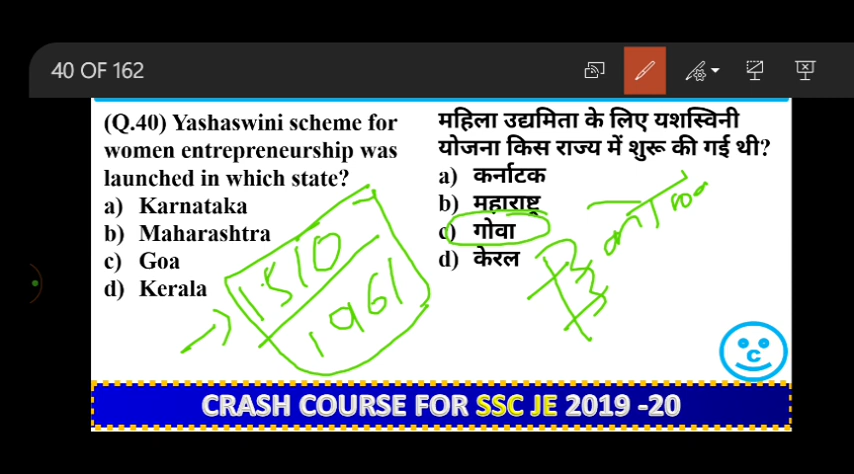 40 OF 162
(Q.40) Yashaswini scheme for
women entrepreneurship was
launched in which state?
a) Karnataka
b) Maharashtra
c) Goa
d) Kerala
महिला उद्यमिता के लिए यशस्विनी
योजना किस राज्य में शुरू की गई थी?
a) कर्नाटक
b) महाराष्ट्र
c) गोवा
d) केरल
1510
1961
c
CRASH COURSE FOR SSC JE 2019 -20